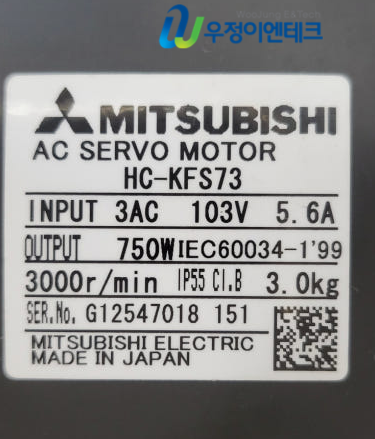 우정이엔테크
MITSUBISHI
AC SERVO MOTOR
HC-KFS73
INPUT 3AC 103V 5.6A
OUTPUT 750W IEC60034-1'99
3000r/min IP55 CI.B 3.0kg
SER.No. G12547018 151
MITSUBISHI ELECTRIC
MADE IN JAPAN